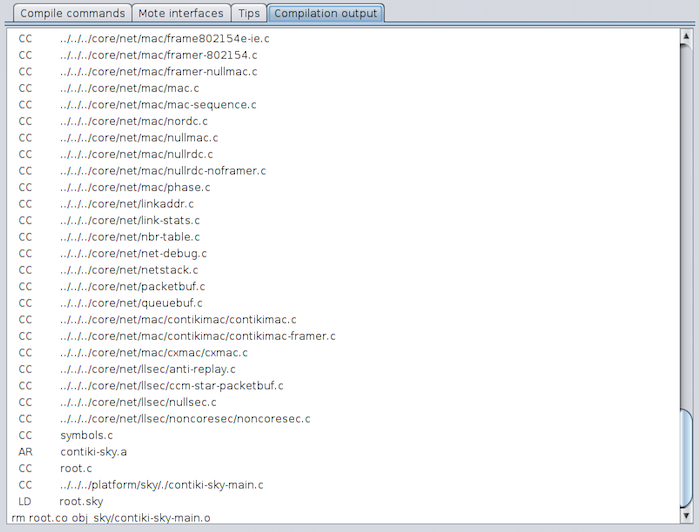 Compile commands Mote interfaces Tips Compilation output
CC ../../../core/net/mac/frame802154e-ie.c
CC ../../../core/net/mac/framer-802154.c
CC ../../../core/net/mac/framer-nullmac.c
CC ../../../core/net/mac/mac.c
CC ../../../core/net/mac/mac-sequence.c
CC ../../../core/net/mac/nordc.c
CC ../../../core/net/mac/nullmac.c
CC ../../../core/net/mac/nullrdc.c
CC ../../../core/net/mac/nullrdc-noframer.c
CC ../../../core/net/mac/phase.c
CC ../../../core/net/linkaddr.c
CC ../../../core/net/link-stats.c
CC ../../../core/net/nbr-table.c
CC ../../../core/net/net-debug.c
CC ../../../core/net/netstack.c
CC ../../../core/net/packetbuf.c
CC ../../../core/net/queuebuf.c
CC ../../../core/net/mac/contikimac/contikimac.c
CC ../../../core/net/mac/contikimac/contikimac-framer.c
CC ../../../core/net/mac/cxmac/cxmac.c
CC ../../../core/net/llsec/anti-replay.c
CC ../../../core/net/llsec/ccm-star-packetbuf.c
CC ../../../core/net/llsec/nullsec.c
CC ../../../core/net/llsec/noncoresec/noncoresec.c
CC symbols.c
AR contiki-sky.a
CC root.c
CC ../../../platform/sky/./contiki-sky-main.c
LD root.sky
rm root.co obj_sky/contiki-sky-main.o